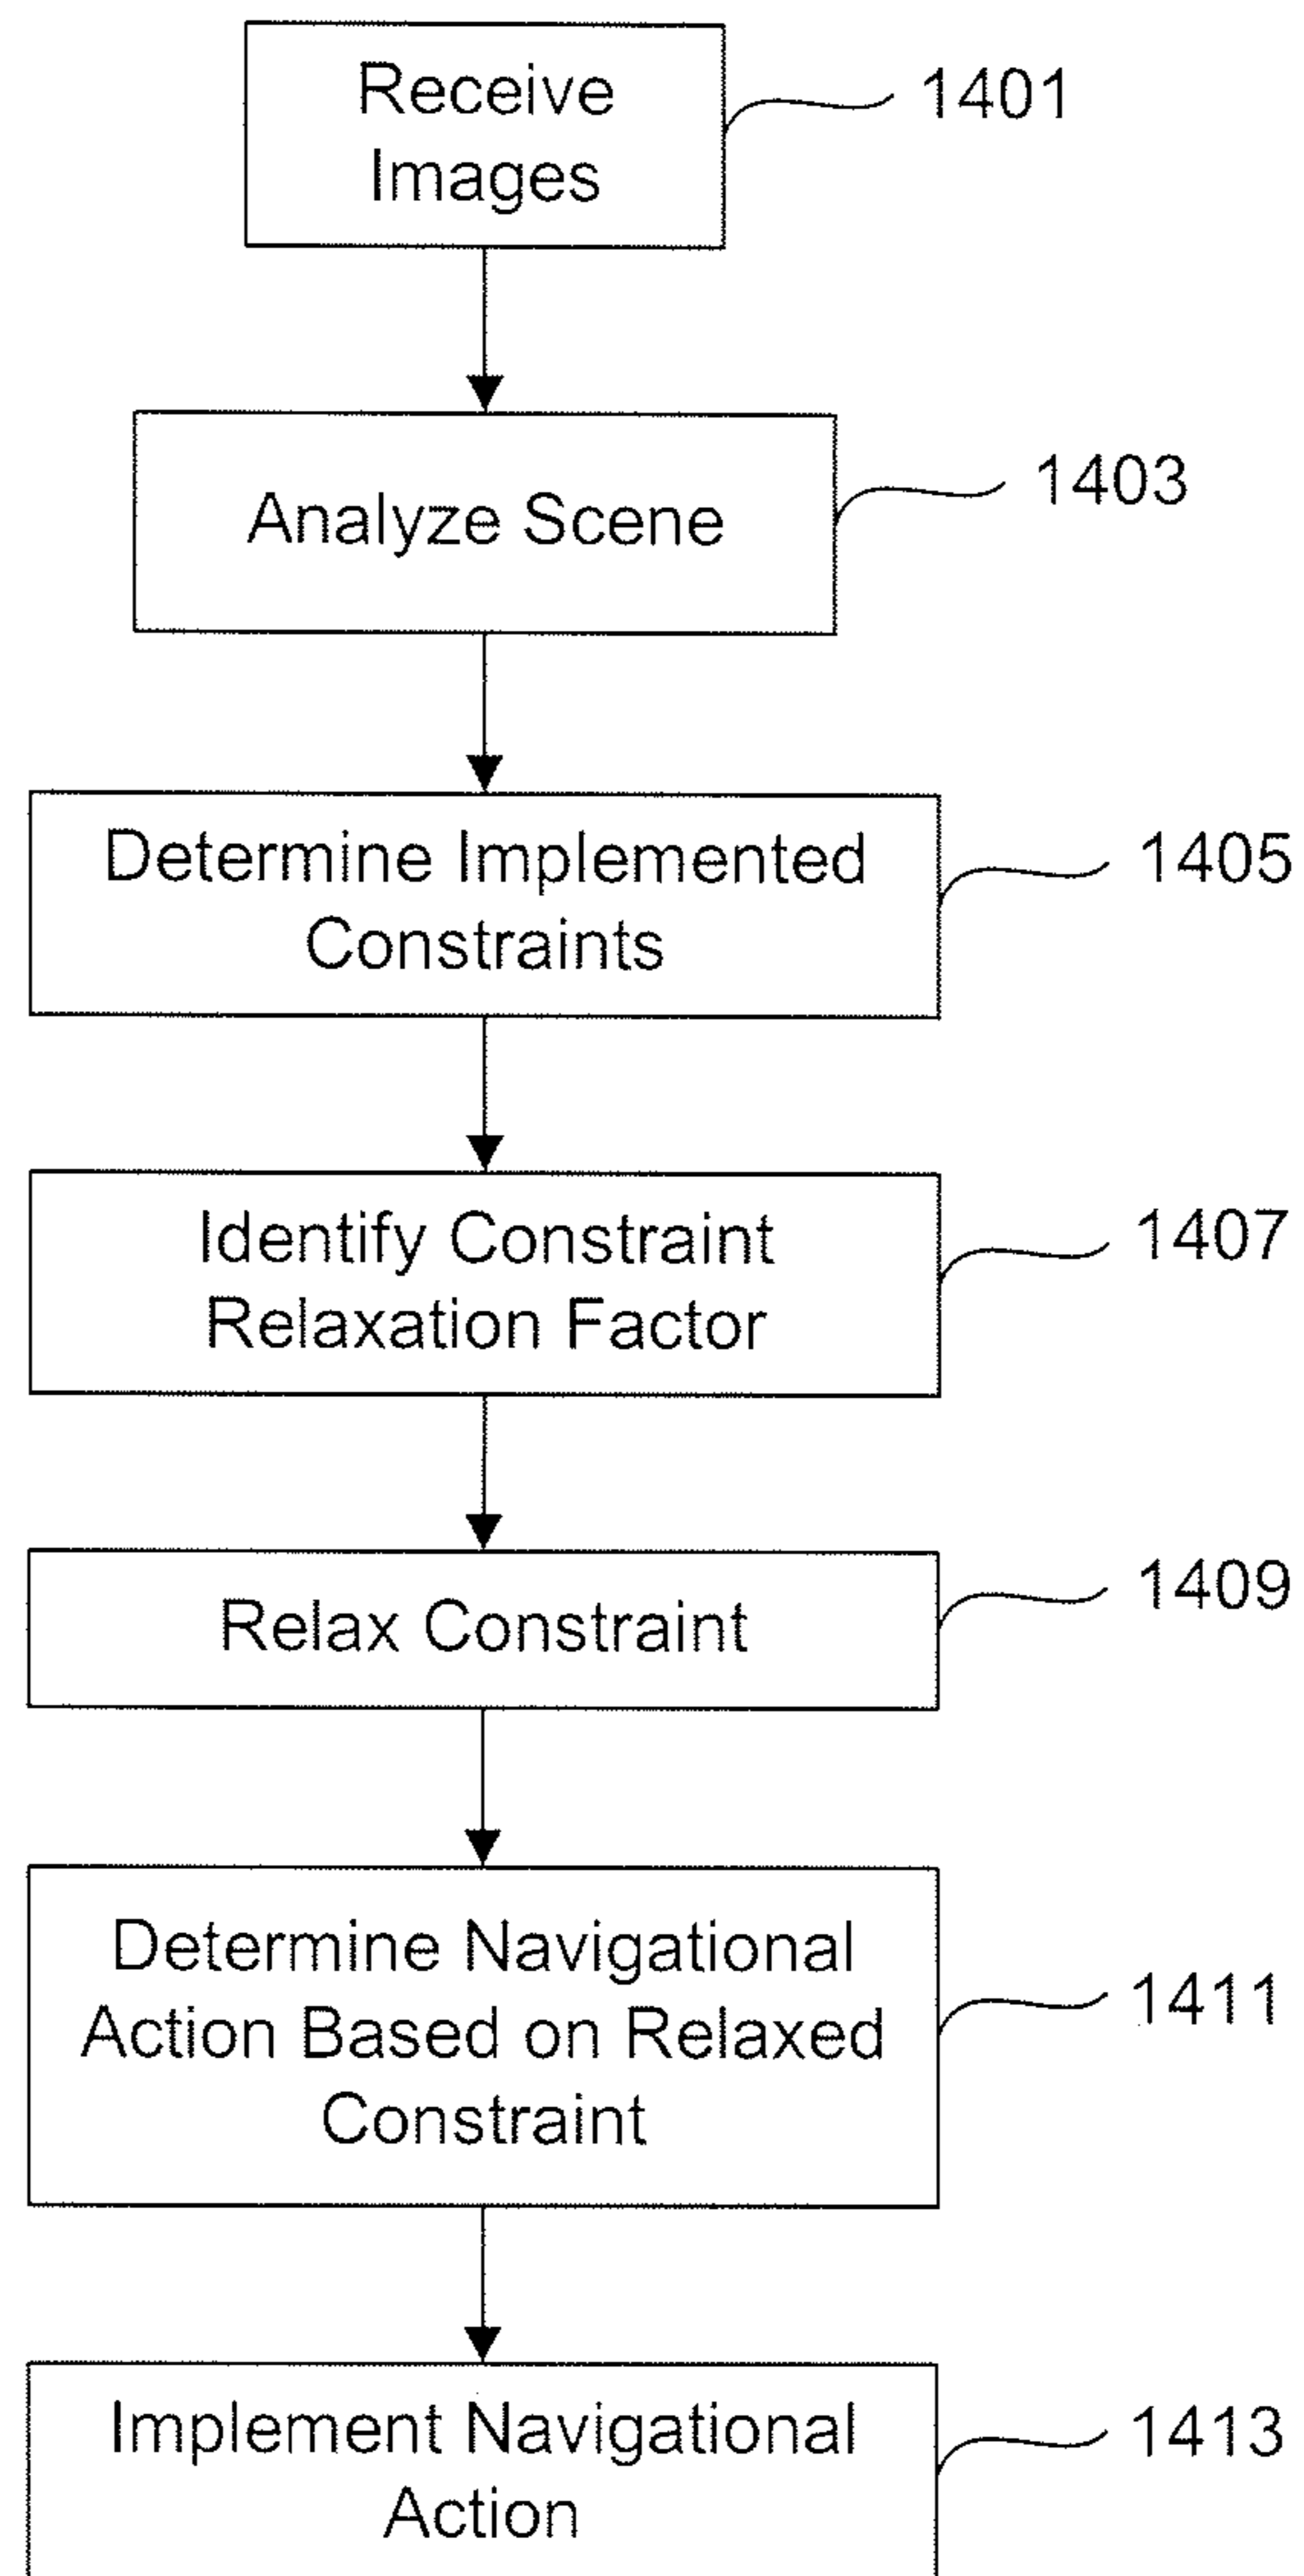 Receive
Images
1401
Analyze Scene
1403
Determine Implemented
Constraints
1405
Identify Constraint
Relaxation Factor
1407
Relax Constraint
1409
Determine Navigational
Action Based on Relaxed
Constraint
1411
Implement Navigational
Action
1413